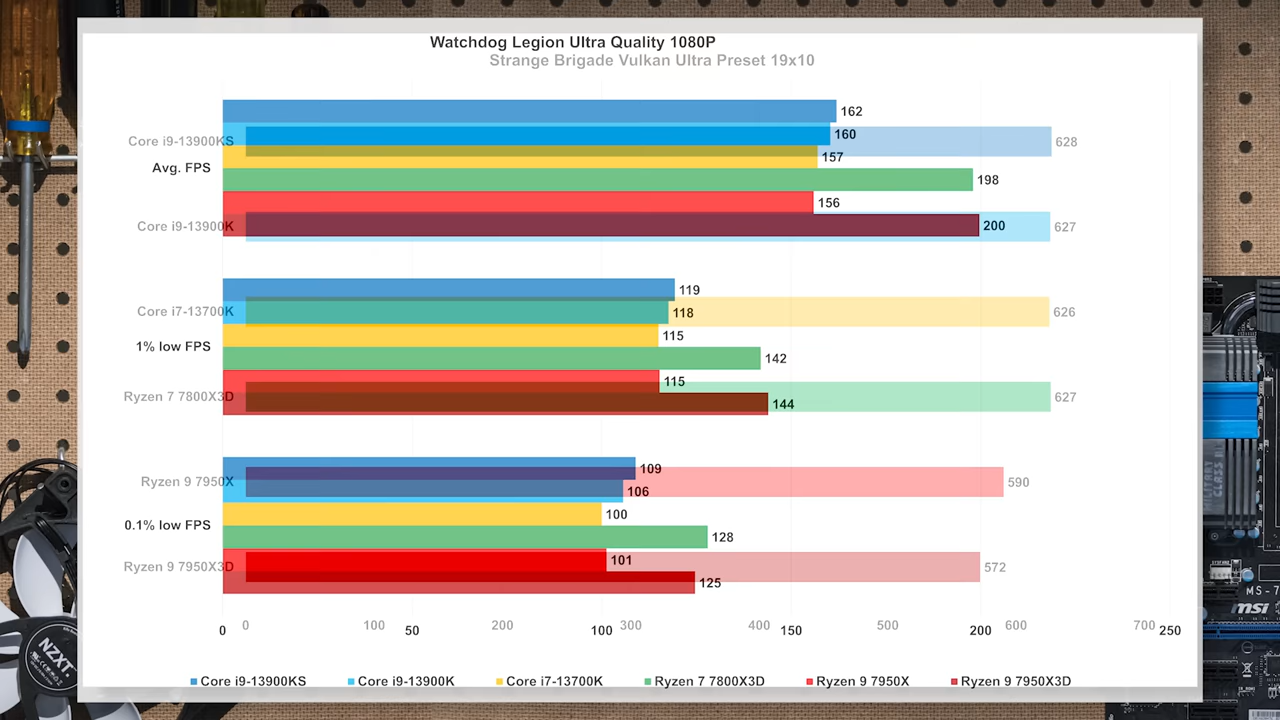 Watchdog Legion Ultra Quality 1080P
Strange Brigade Vulkan Ultra Preset 19x10
162
Core i9-13900KS
160
628
157
Avg. FPS
198
156
Core i9-13900K
200
627
119
Core i7-13700K
118
626
115
1% low FPS
142
115
Ryzen 7 7800X3D
144
627
109
Ryzen 9 7950X
106
590
100
0.1% low FPS
128
101
Ryzen 9 7950X3D
572
125
0 100 200 300 400 500 600 700
0 50 100 150 200 250
Core i9-13900KS Core i9-13900K Core i7-13700K Ryzen 7 7800X3D Ryzen 9 7950X Ryzen 9 7950X3D
NZXT
MILITARY
CLASS
MS-7
msi